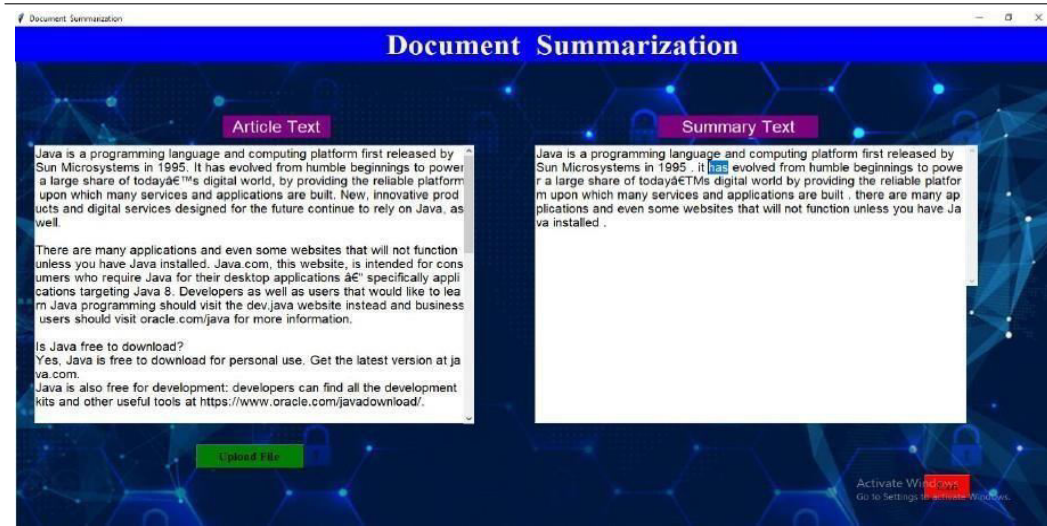 Document Summarization
Document Summarization
Article Text
Java is a programming language and computing platform first released by
Sun Microsystems in 1995. It has evolved from humble beginnings to power
a large share of todayâ€™s digital world, by providing the reliable platform
upon which many services and applications are built. New, innovative prod
ucts and digital services designed for the future continue to rely on Java, as
well.
There are many applications and even some websites that will not function
unless you have Java installed. Java.com, this website, is intended for cons
umers who require Java for their desktop applications â€“ specifically appli
cations targeting Java 8. Developers as well as users that would like to lea
rn Java programming should visit the dev.java website instead and business
users should visit oracle.com/java for more information.
Is Java free to download?
Yes, Java is free to download for personal use. Get the latest version at ja
va.com.
Java is also free for development: developers can find all the development
kits and other useful tools at https://www.oracle.com/javadownload/.
Upload File
Summary Text
Java is a programming language and computing platform first released by
Sun Microsystems in 1995 . it has evolved from humble beginnings to powe
r a large share of todayâ€TMs digital world by providing the reliable platfor
m upon which many services and applications are built . there are many ap
plications and even some websites that will not function unless you have Ja
va installed .
Activate Windows
Go to Settings to activate Windows.